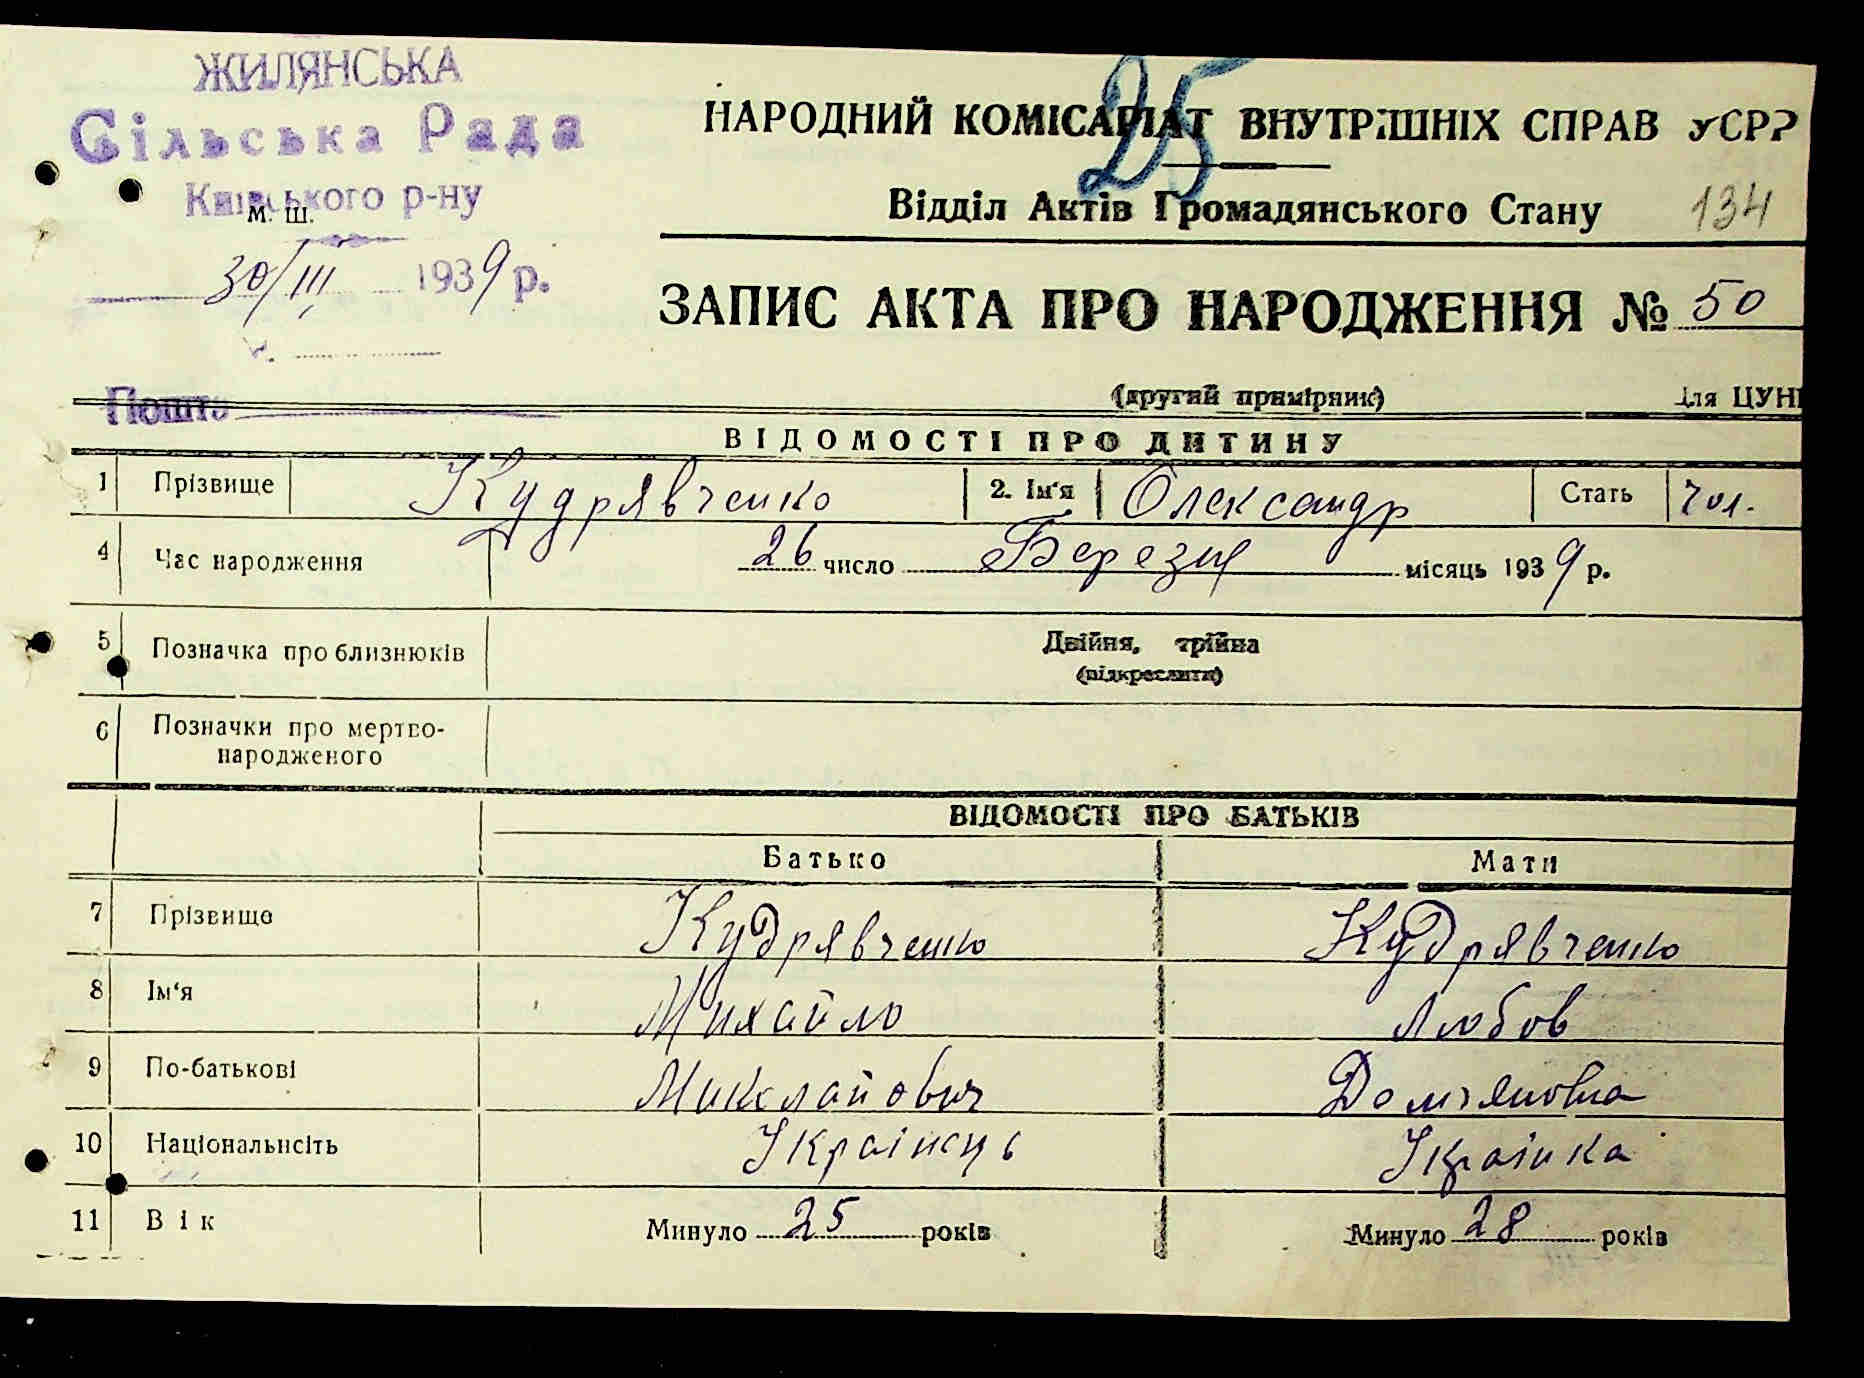 ЖИЛЯНСЬКА
Сільська Рада
Київського р-ну
м. ш.
30/III 1939 р.
Пошта
25
НАРОДНИЙ КОМІСАРІАТ ВНУТРІШНІХ СПРАВ УСРР
Відділ Актів Громадянського Стану 134
ЗАПИС АКТА ПРО НАРОДЖЕННЯ № 50
(другий примірник) Для ЦУН
ВІДОМОСТІ ПРО ДИТИНУ
1 Прізвище Кудрявченко 2. Ім'я Олександр Стать чол.
4 Час народження 26 число Березня місяць 1939 р.
5 Позначка про близнюків Двійня, трійна
(підкреслити)
6 Позначки про мертво-
народженого
ВІДОМОСТІ ПРО БАТЬКІВ
Батько Мати
7 Прізвище Кудрявченко Кудрявченко
8 Ім'я Михайло Любов
9 По-батькові Миколайович
10 Національність Українець Українка
11 Вік Минуло 25 років Минуло 28 років